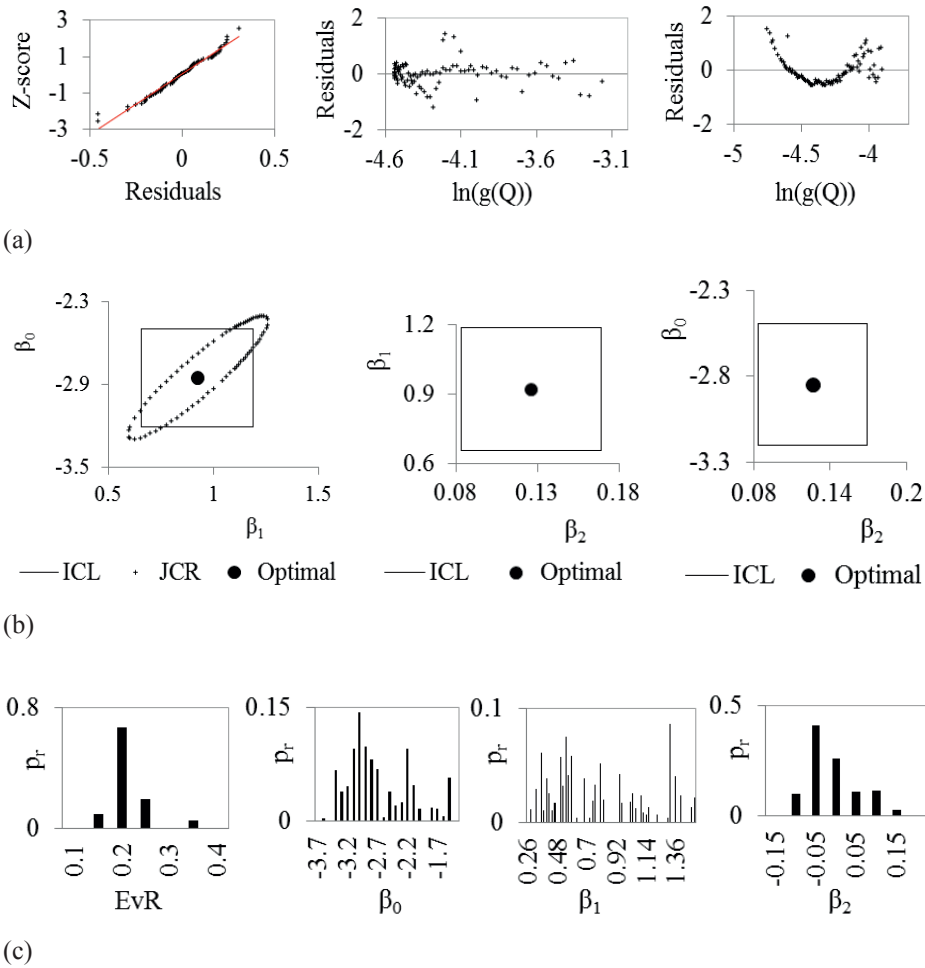 Z-score
3
1
-1
-3
-0.5
0
0.5
Residuals
Residuals
2
0
-2
-4.6
-4.1
-3.6
-3.1
ln(g(Q))
Residuals
2
0
-2
-5
-4.5
-4
ln(g(Q))
(a)
β0
-2.3
-2.9
-3.5
0.5
1
1.5
β1
β1
1.2
0.9
0.6
0.08
0.13
0.18
β2
β0
-2.3
-2.8
-3.3
0.08
0.14
0.2
β2
ICL JCR Optimal
ICL Optimal
ICL Optimal
(b)
pr
0.8
0
0.1
0.2
0.3
0.4
EvR
pr
0.15
0
-3.7
-3.2
-2.7
-2.2
-1.7
β0
pr
0.1
0
0.26
0.48
0.7
0.92
1.14
1.36
β1
pr
0.5
0
-0.15
-0.05
0.05
0.15
β2
(c)